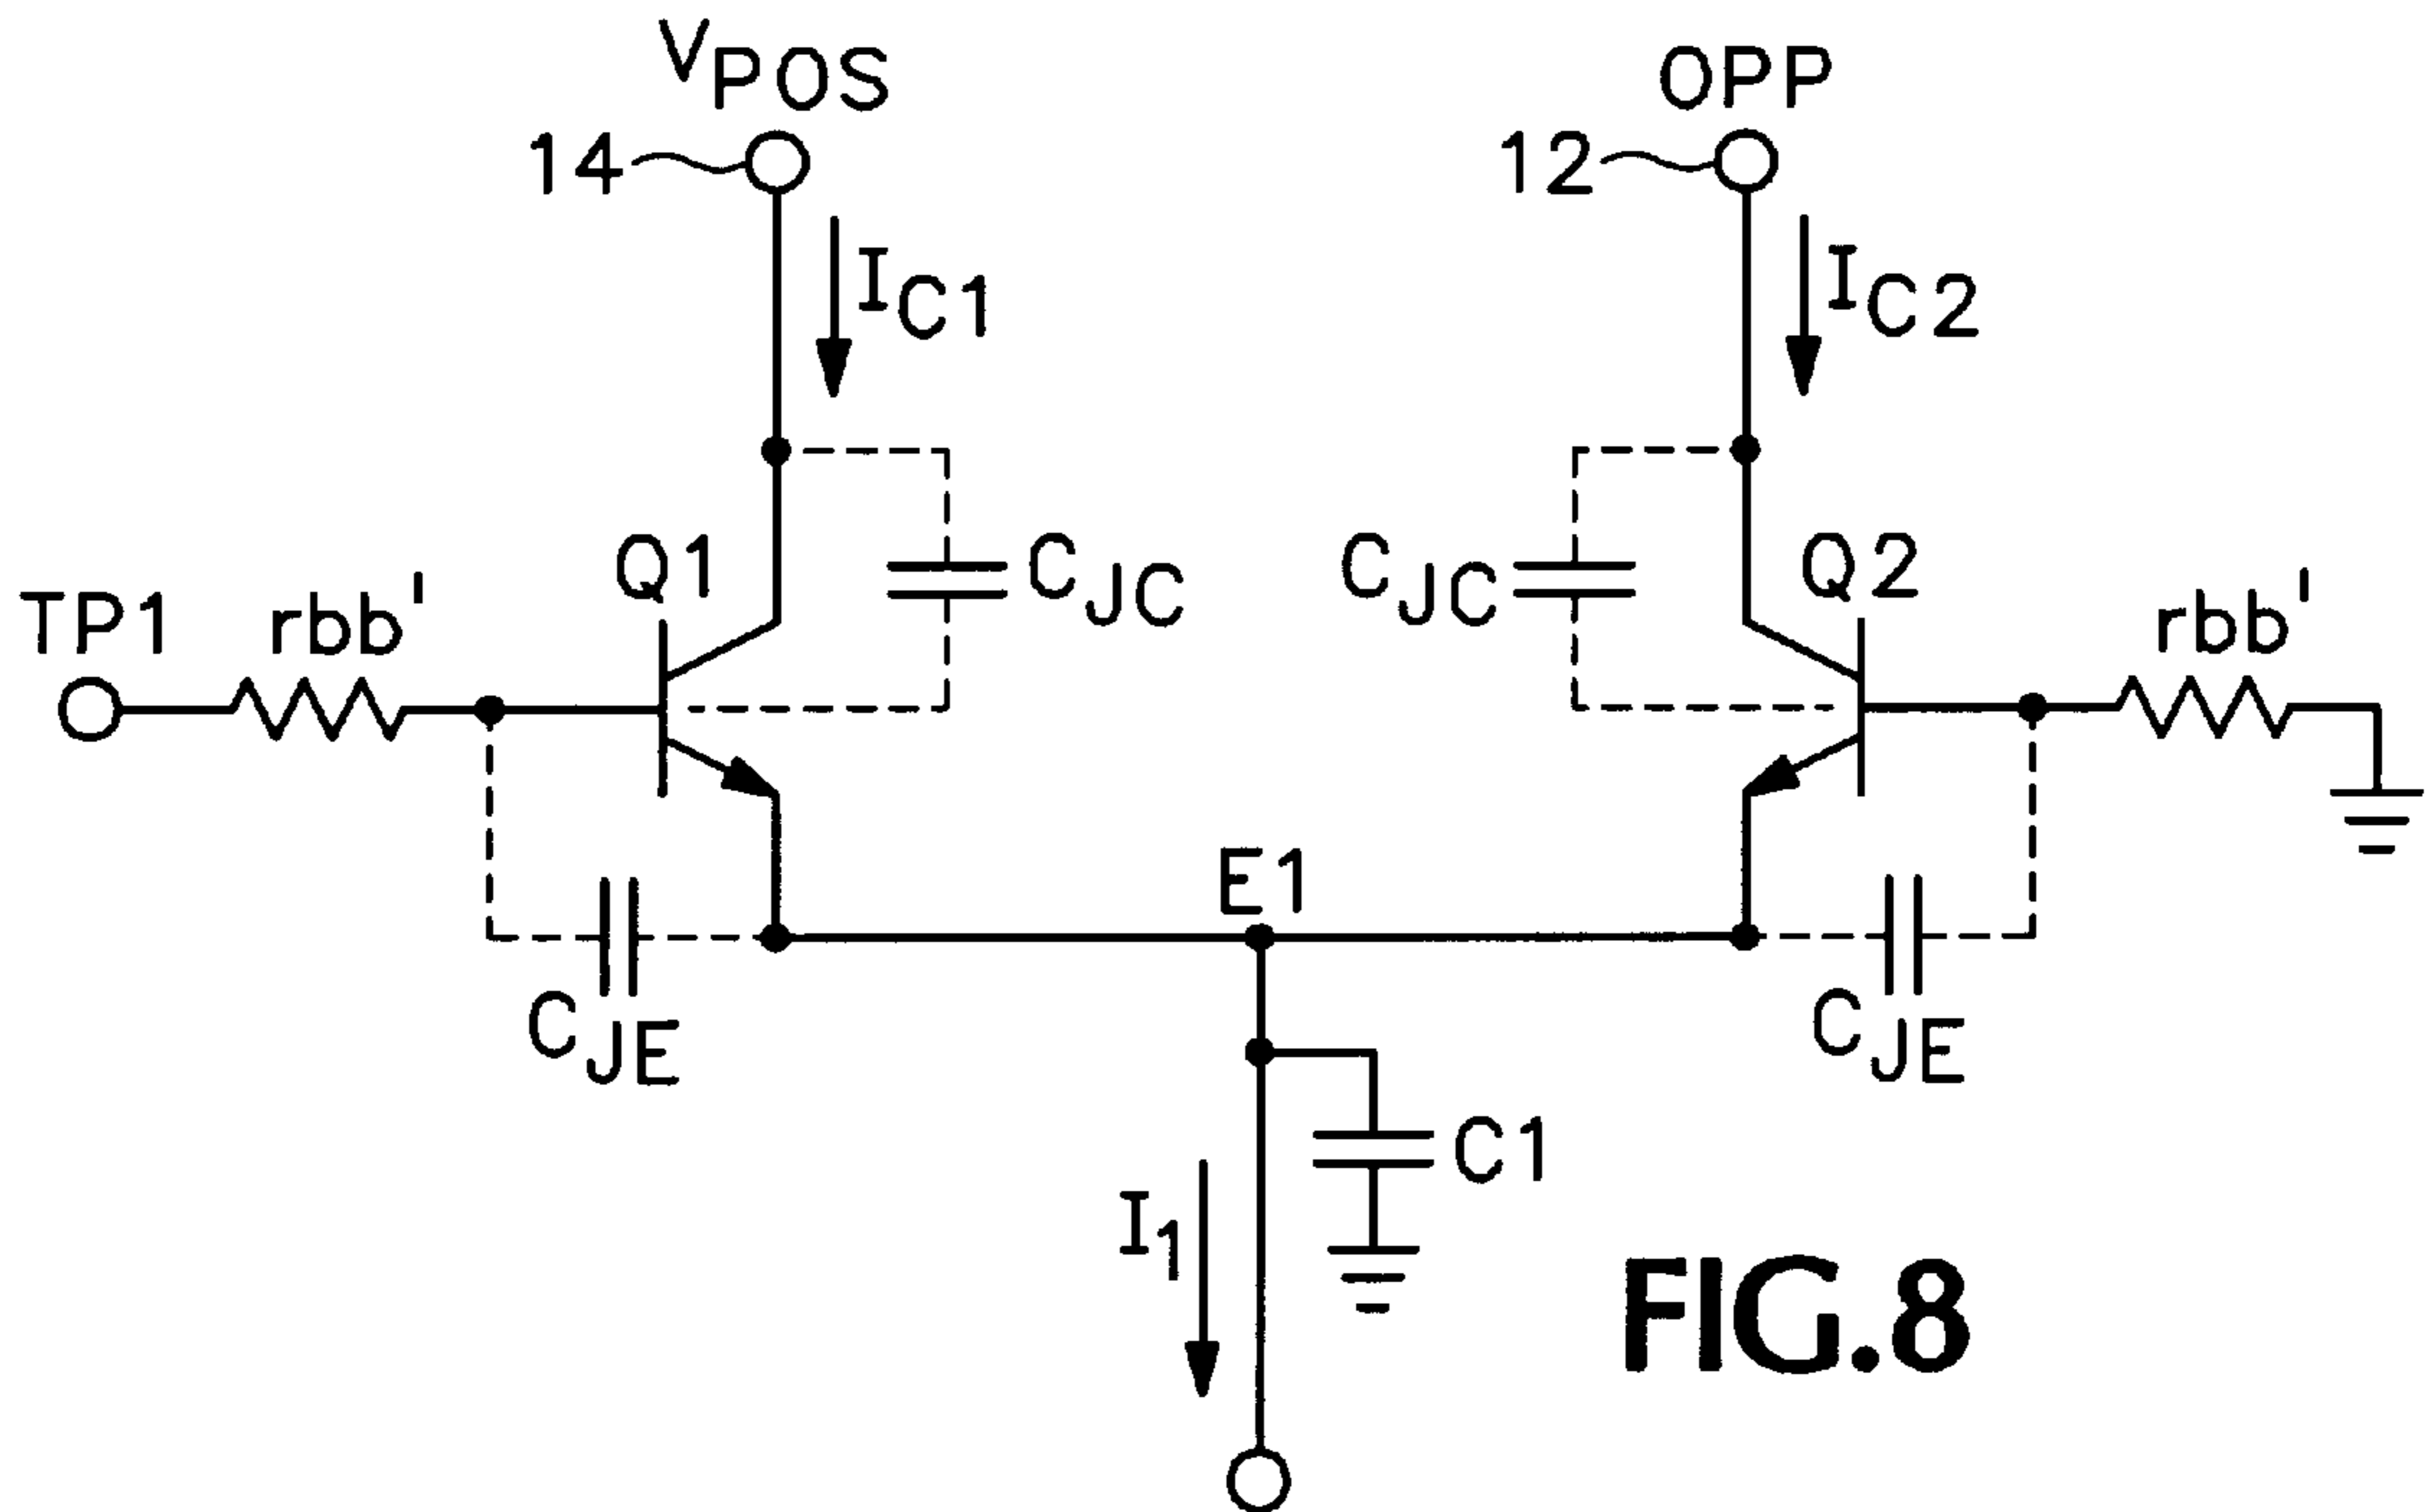 VPOS
OPP
14
12
IC1
IC2
Q1
CJC
CJC
Q2
TP1
rbb'
rbb'
E1
CJE
CJE
C1
I1
FIG.8